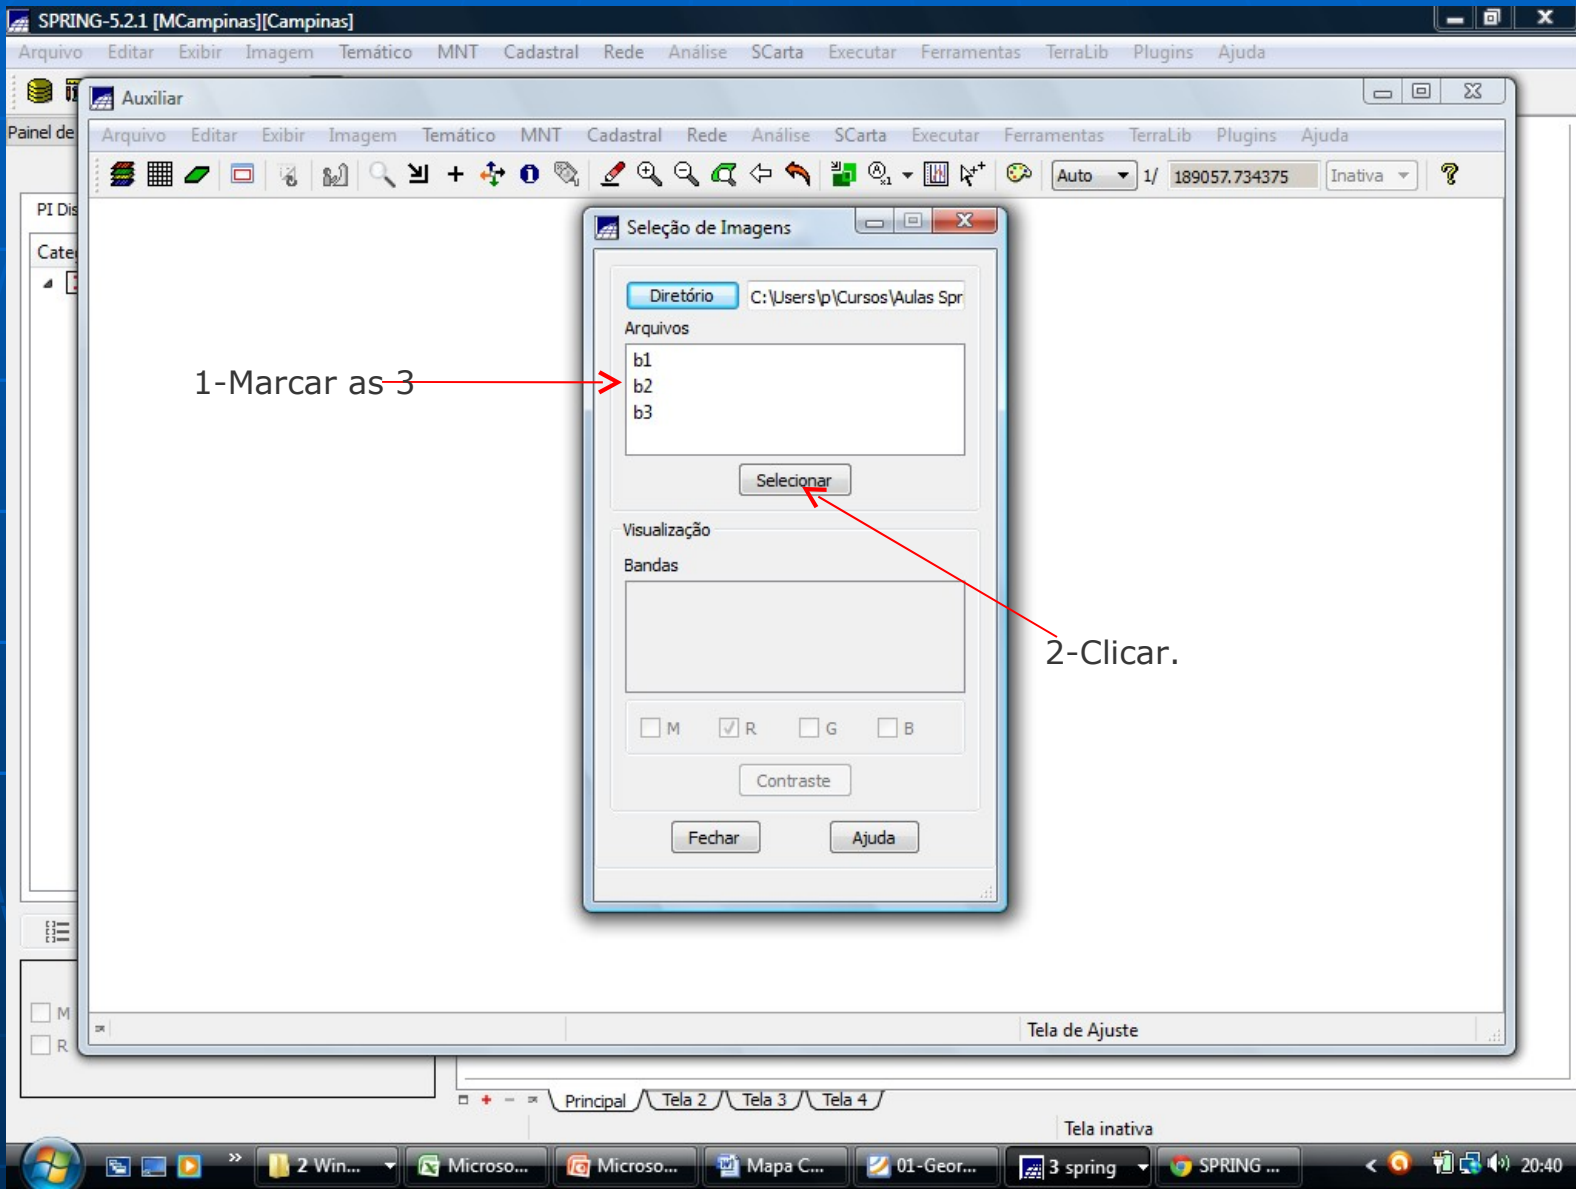 SPRING-5.2.1 [MCampinas][Campinas]
Arquivo Editar Exibir Imagem Temático MNT Cadastral Rede Análise SCarta Executar Ferramentas TerraLib Plugins Ajuda
Auxiliar
Painel de
Arquivo Editar Exibir Imagem Temático MNT Cadastral Rede Análise SCarta Executar Ferramentas TerraLib Plugins Ajuda
Auto 1/ 189057.734375 Inativa
PI Dis
Seleção de Imagens
Diretório C:\Users\p\Cursos\Aulas Spr
Arquivos
b1
b2
b3
1-Marcar as 3
Selecionar
Visualização
Bandas
2-Clicar.
M R G B
Contraste
Fechar Ajuda
M
R
Tela de Ajuste
Principal Tela 2 Tela 3 Tela 4
Tela inativa
2 Win... Microso... Microso... Mapa C... 01-Geor... 3 spring SPRING ... 20:40